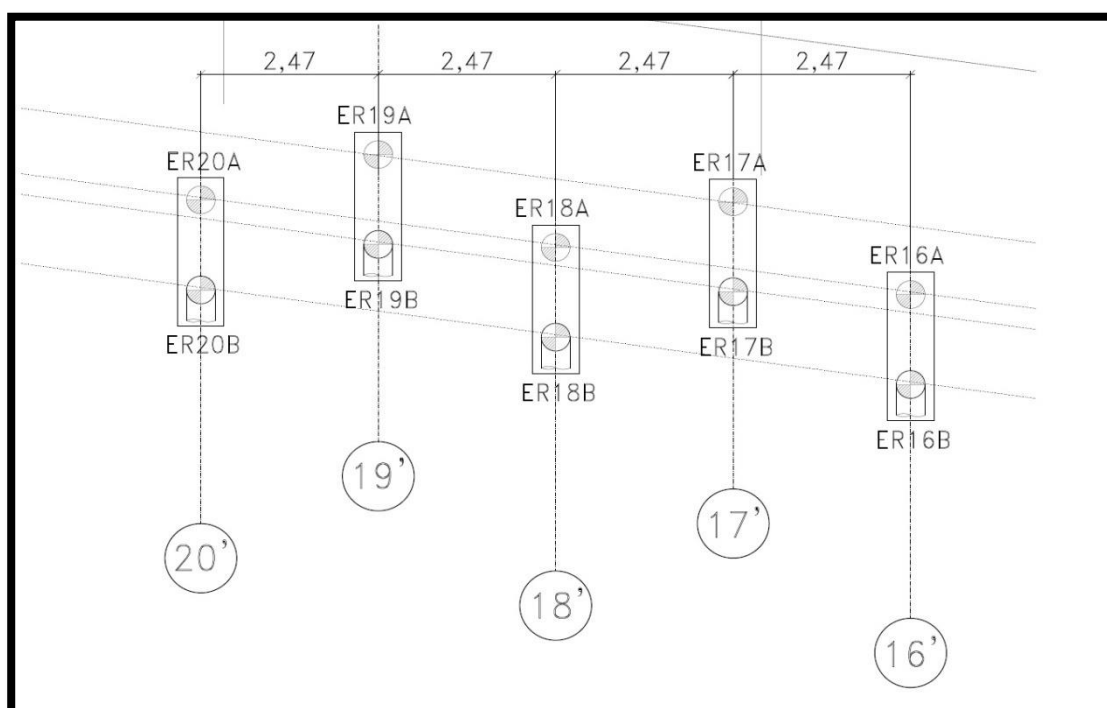 2,47
2,47
2,47
2,47
ER19A
ER20A
ER17A
ER18A
ER16A
ER19B
ER20B
ER17B
ER18B
ER16B
19’
17’
20’
18’
16’